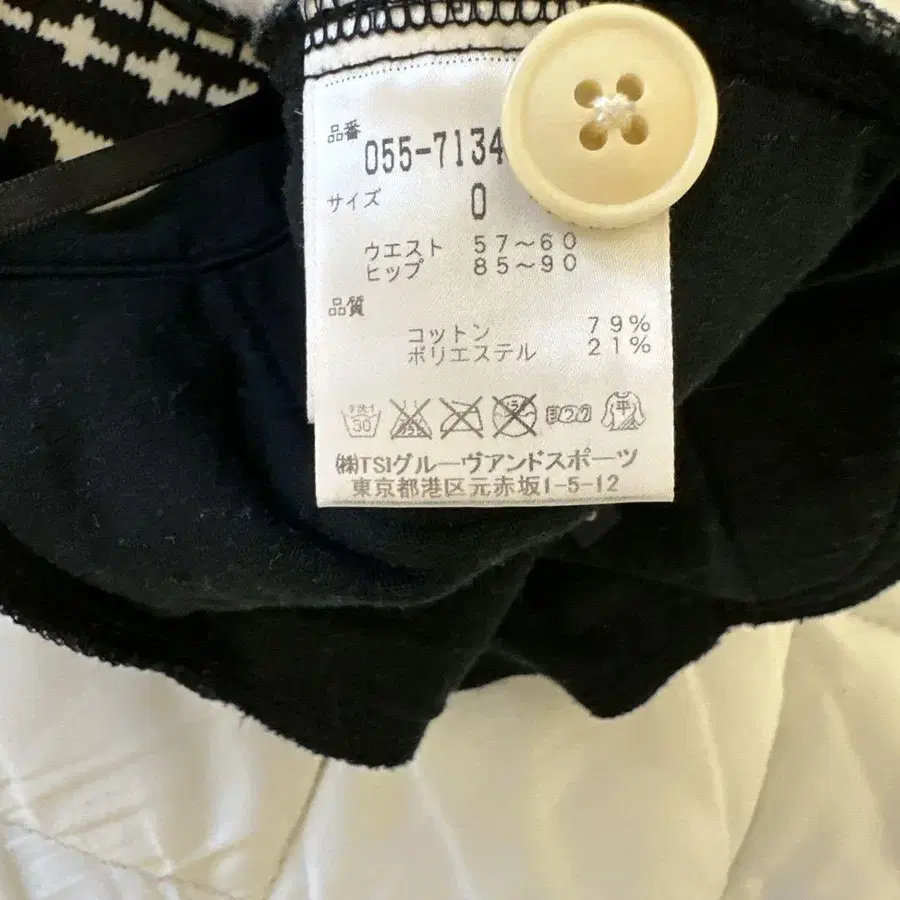 品番
055-7134
サイズ 0
ウエスト 57~60
ヒップ 85~90
品質
コットン 79%
ポリエステル 21%
30
㈱TSIグルーヴアンドスポーツ
東京都港区元赤坂1-5-12